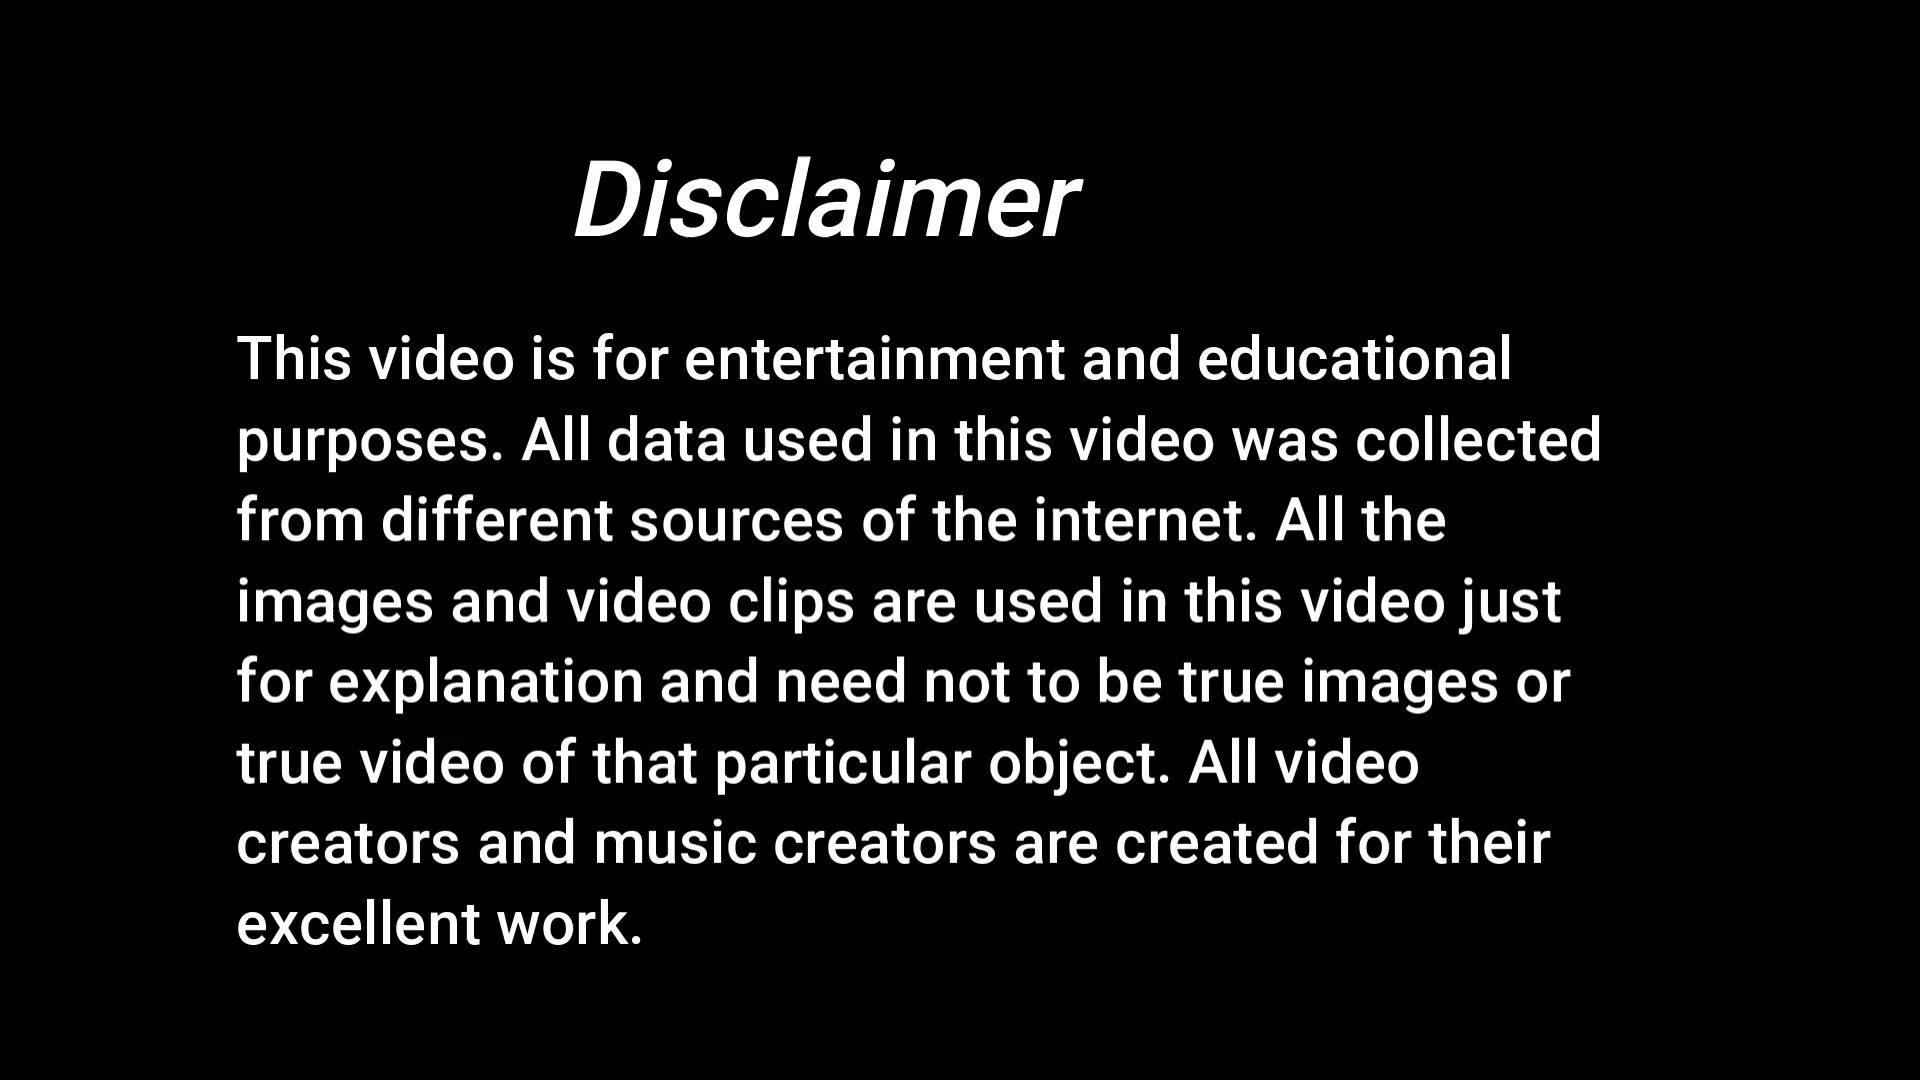 Disclaimer
This video is for entertainment and educational
purposes. All data used in this video was collected
from different sources of the internet. All the
images and video clips are used in this video just
for explanation and need not to be true images or
true video of that particular object. All video
creators and music creators are created for their
excellent work.